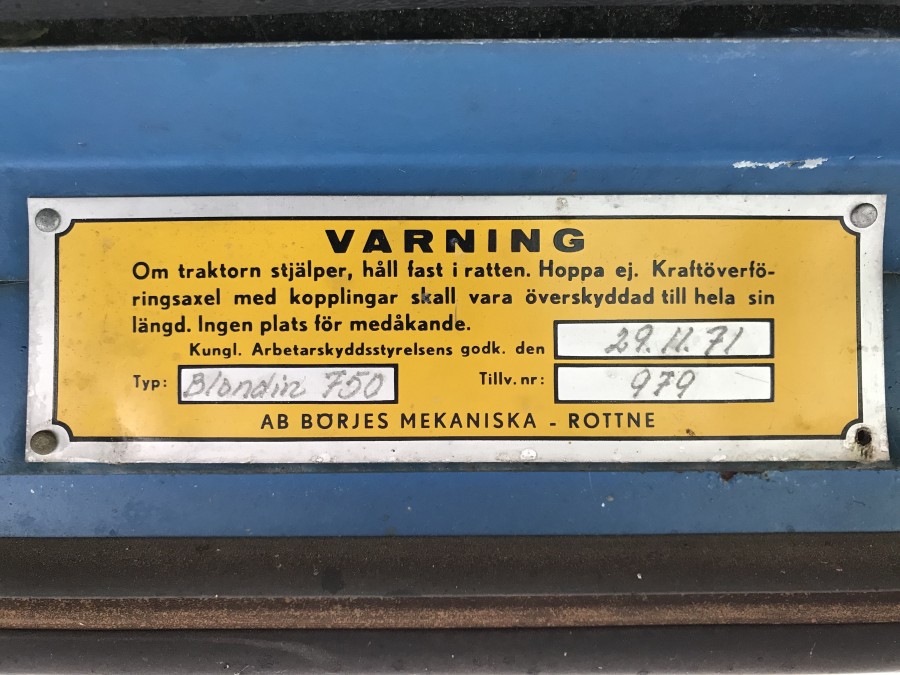 VARNING
Om traktorn stjälper, håll fast i ratten. Hoppa ej. Kraftöverfö-
ringsaxel med kopplingar skall vara överskyddad till hela sin
längd. Ingen plats för medåkande.
Kungl. Arbetarskyddsstyrelsens godk. den 29.11.71
Typ: Blondin 750 Tillv. nr: 979
AB BÖRJES MEKANISKA - ROTTNE